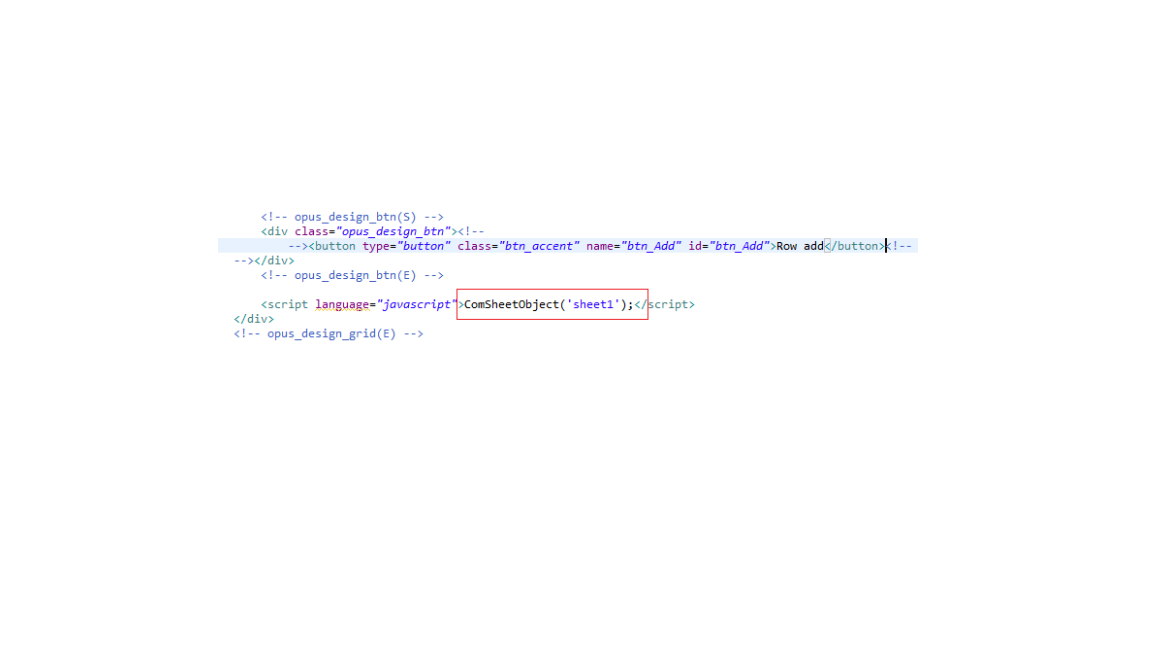 <!-- opus_design_btn(S) -->
<div class="opus_design_btn"><!--
--><button type="button" class="btn_accent" name="btn_Add" id="btn_Add">Row add</button><!--
--></div>
<!-- opus_design_btn(E) -->
<script language="javascript">ComSheetObject('sheet1');</script>
</div>
<!-- opus_design_grid(E) -->